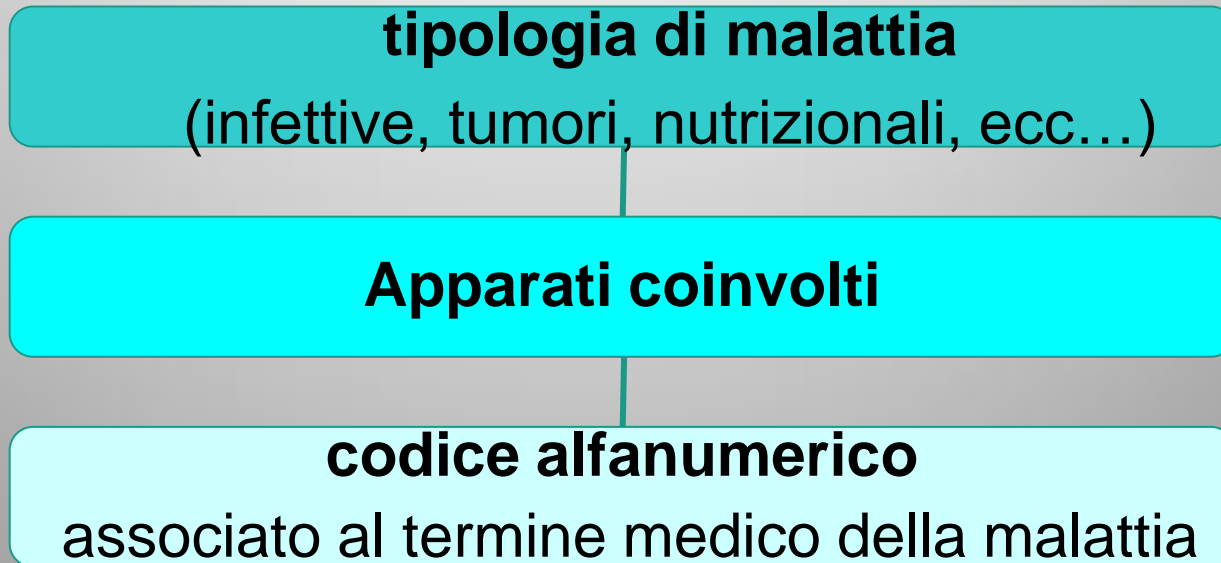 tipologia di malattia
(infettive, tumori, nutrizionali, ecc…)
Apparati coinvolti
codice alfanumerico
associato al termine medico della malattia